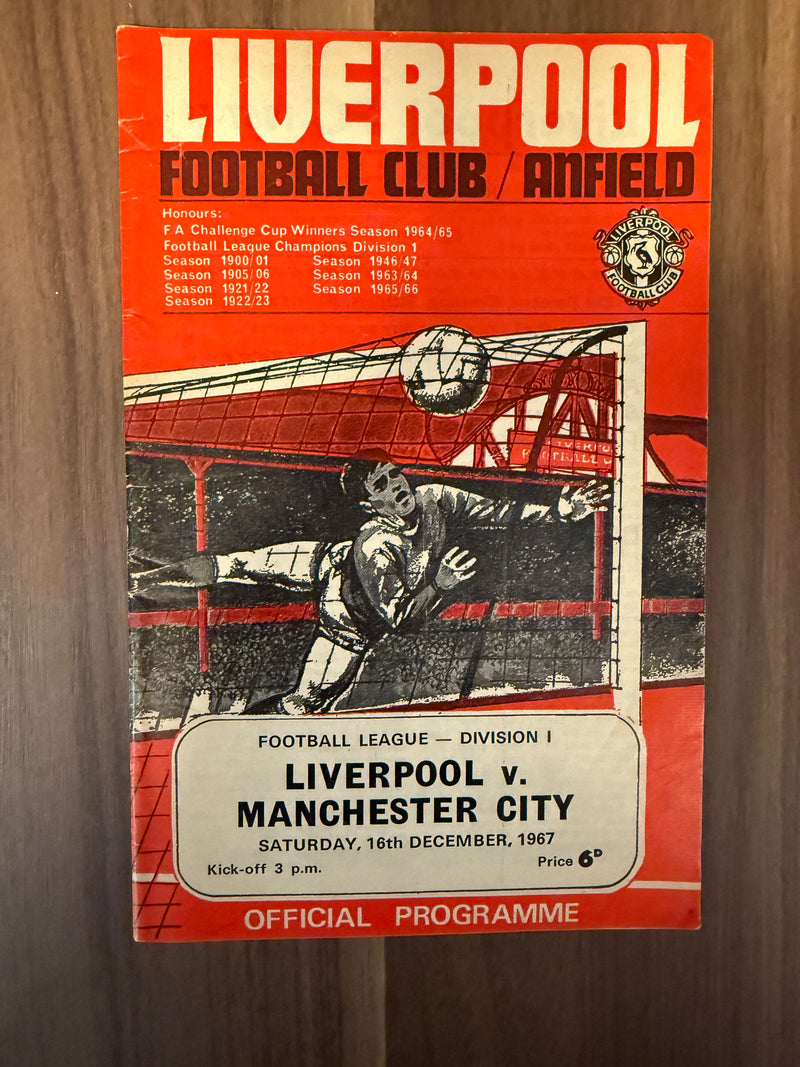 LIVERPOOL
FOOTBALL CLUB / ANFIELD
Honours:
F A Challenge Cup Winners Season 1964/65
Football League Champions Division 1
Season 1900/01 Season 1946/47
Season 1905/06 Season 1963/64
Season 1921/22 Season 1965/66
Season 1922/23
LIVERPOOL
FOOTBALL CLUB
LIVERPO
FOOTBALL C
FOOTBALL LEAGUE — DIVISION I
LIVERPOOL v.
MANCHESTER CITY
SATURDAY, 16th DECEMBER, 1967
Kick-off 3 p.m. Price 6D
OFFICIAL PROGRAMME